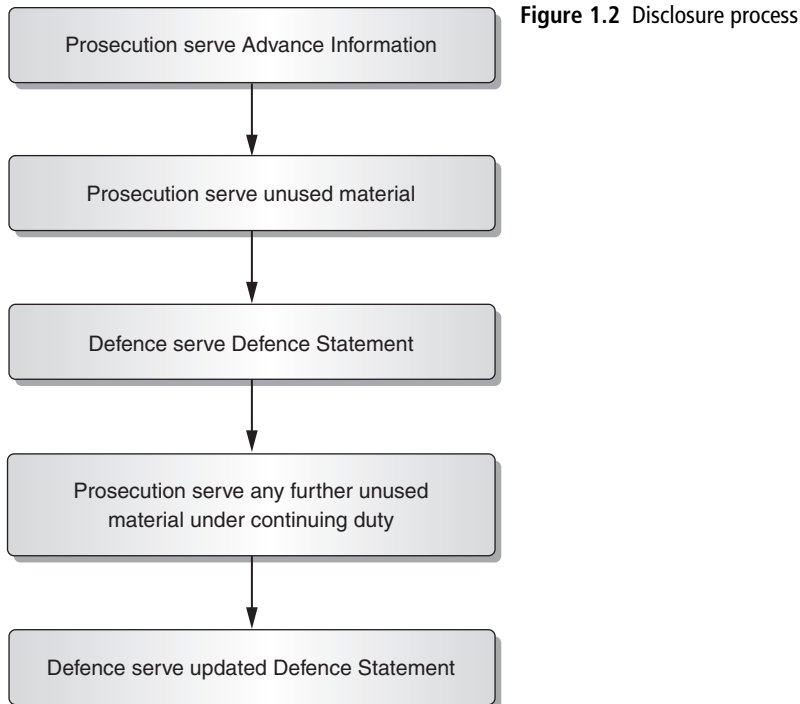 Figure 1.2 Disclosure process
Prosecution serve Advance Information
Prosecution serve unused material
Defence serve Defence Statement
Prosecution serve any further unused
material under continuing duty
Defence serve updated Defence Statement